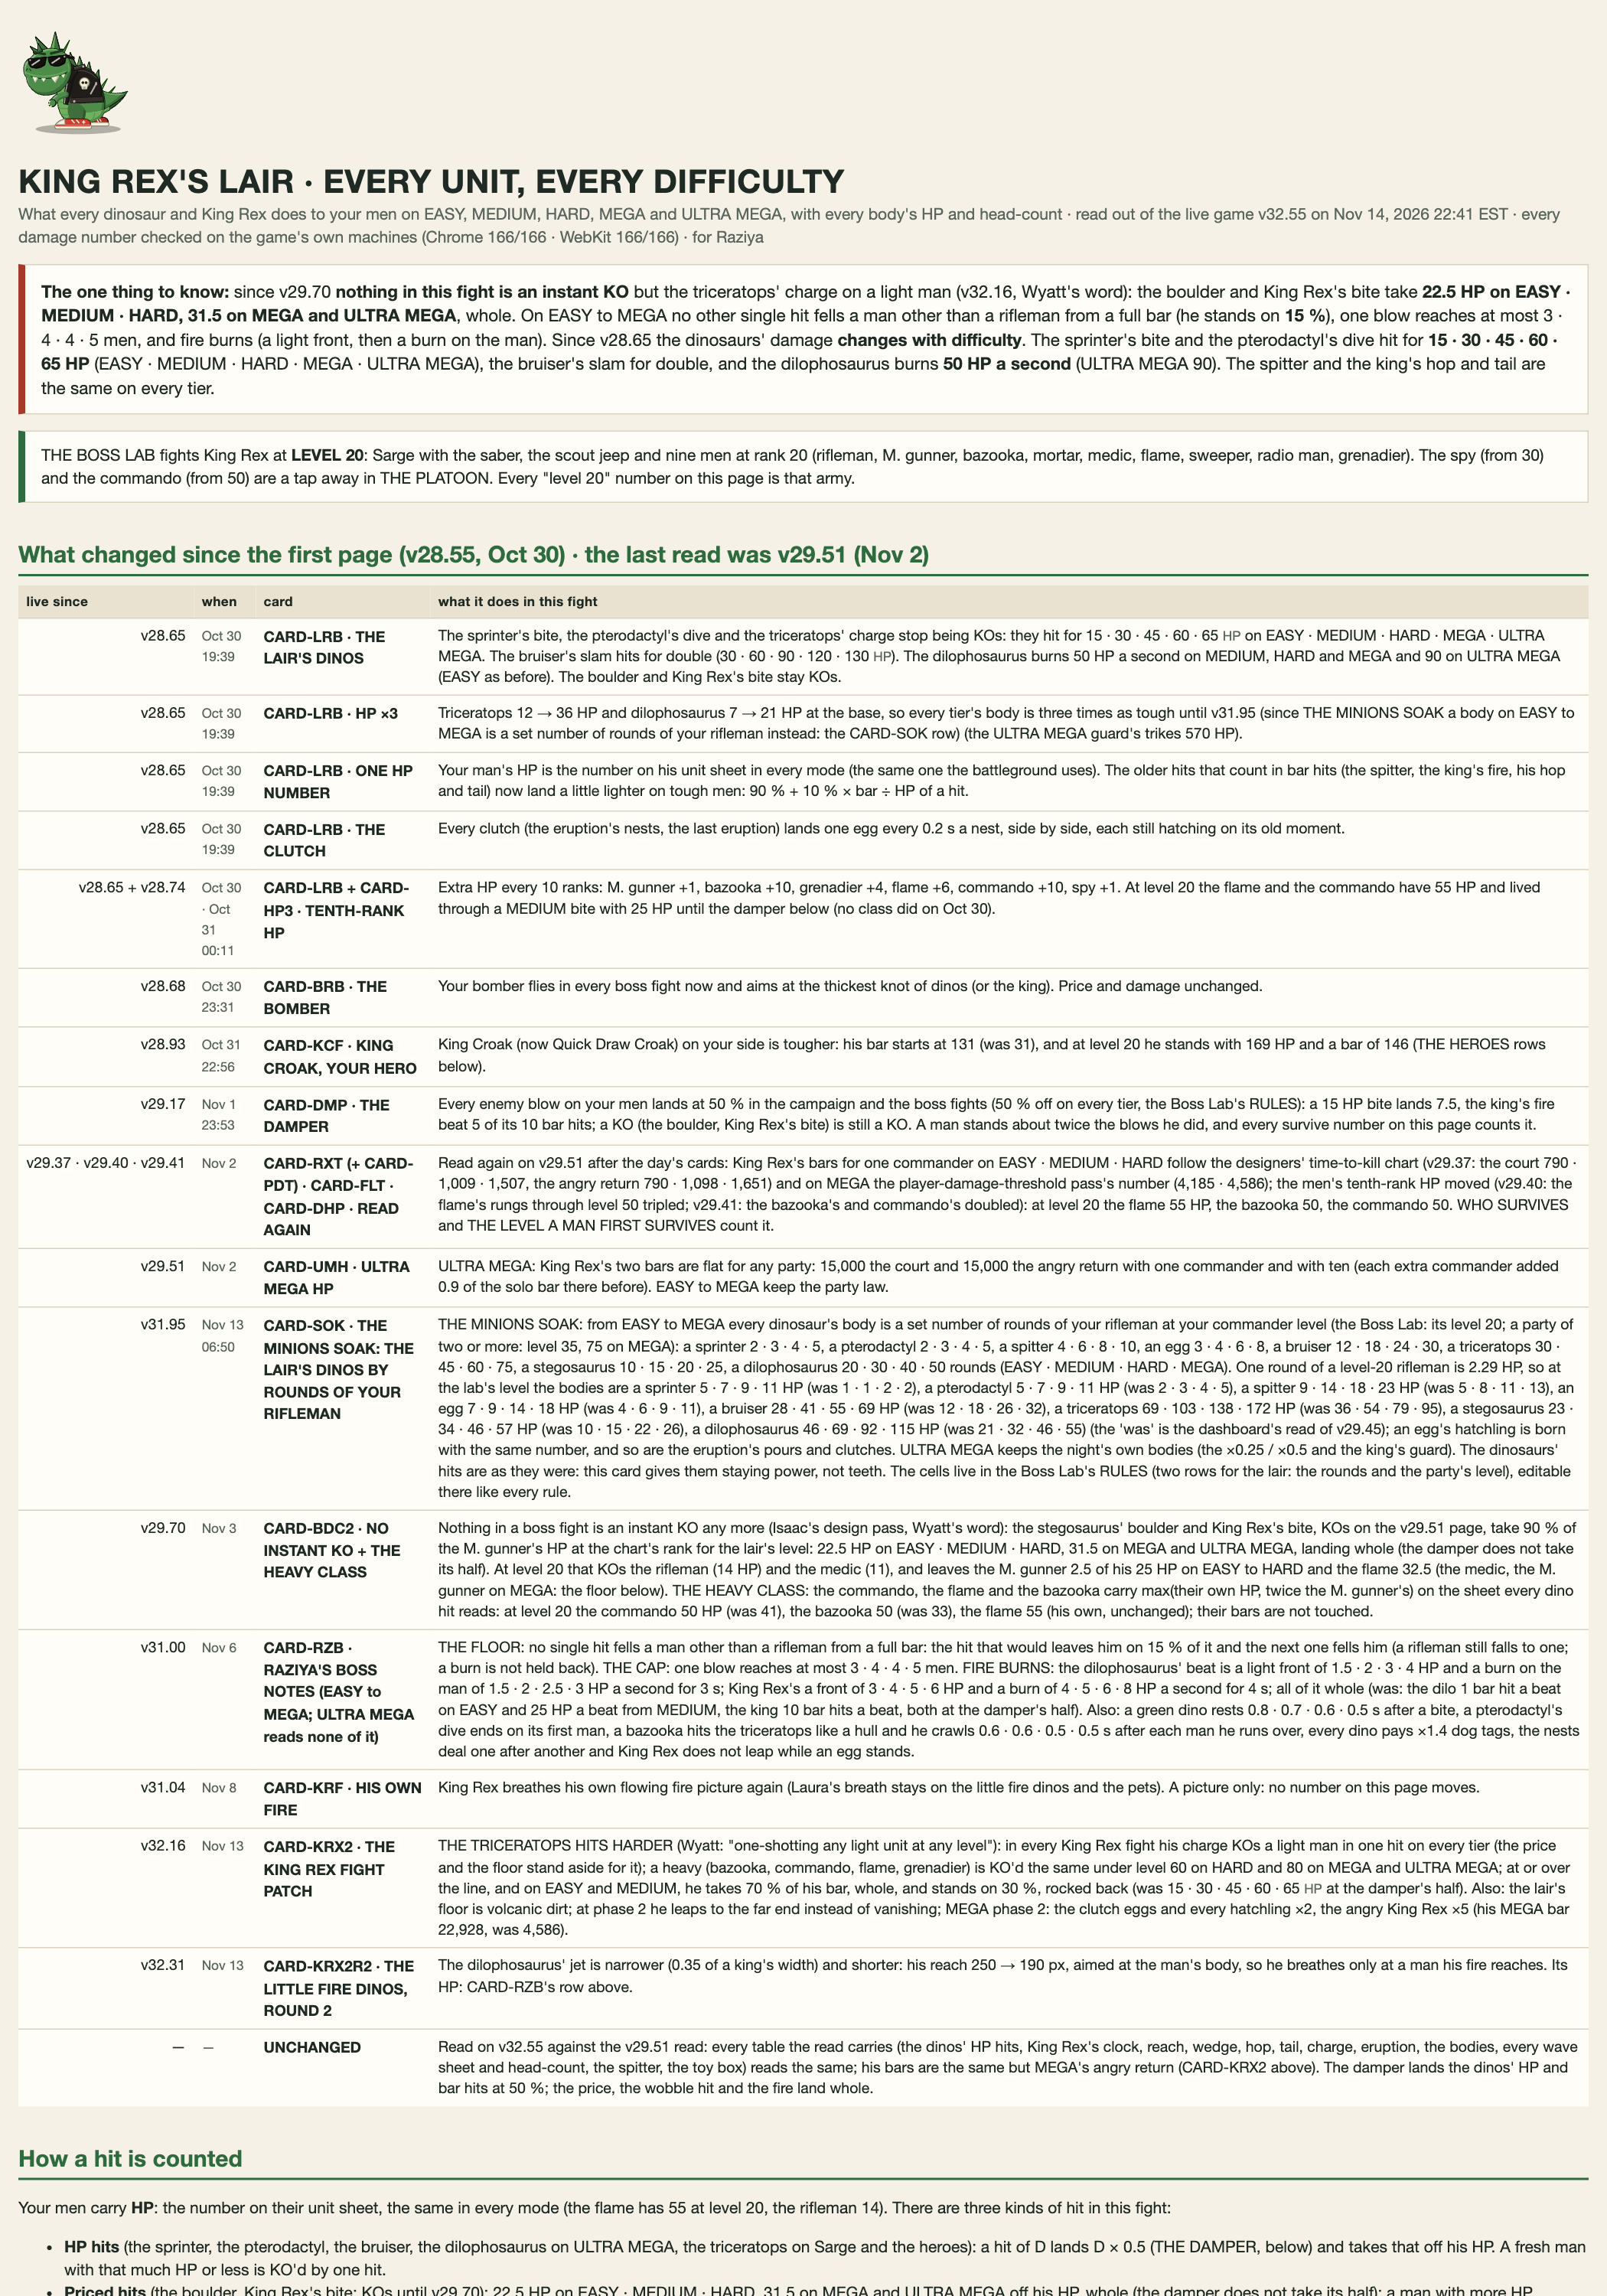 KING REX'S LAIR · EVERY UNIT, EVERY DIFFICULTY
What every dinosaur and King Rex does to your men on EASY, MEDIUM, HARD, MEGA and ULTRA MEGA, with every body's HP and head-count · read out of the live game v32.55 on Nov 14, 2026 22:41 EST · every
damage number checked on the game's own machines (Chrome 166/166 · WebKit 166/166) · for Raziya
The one thing to know: since v29.70 nothing in this fight is an instant KO but the triceratops' charge on a light man (v32.16, Wyatt's word): the boulder and King Rex's bite take 22.5 HP on EASY ·
MEDIUM · HARD, 31.5 on MEGA and ULTRA MEGA, whole. On EASY to MEGA no other single hit fells a man other than a rifleman from a full bar (he stands on 15 %), one blow reaches at most 3 ·
4 · 4 · 5 men, and fire burns (a light front, then a burn on the man). Since v28.65 the dinosaurs' damage changes with difficulty. The sprinter's bite and the pterodactyl's dive hit for 15 · 30 · 45 · 60 ·
65 HP (EASY · MEDIUM · HARD · MEGA · ULTRA MEGA), the bruiser's slam for double, and the dilophosaurus burns 50 HP a second (ULTRA MEGA 90). The spitter and the king's hop and tail are
the same on every tier.
THE BOSS LAB fights King Rex at LEVEL 20: Sarge with the saber, the scout jeep and nine men at rank 20 (rifleman, M. gunner, bazooka, mortar, medic, flame, sweeper, radio man, grenadier). The spy (from 30)
and the commando (from 50) are a tap away in THE PLATOON. Every "level 20" number on this page is that army.
What changed since the first page (v28.55, Oct 30) · the last read was v29.51 (Nov 2)
live since when card what it does in this fight
v28.65 Oct 30 CARD-LRB · THE The sprinter's bite, the pterodactyl's dive and the triceratops' charge stop being KOs: they hit for 15 · 30 · 45 · 60 · 65 HP on EASY · MEDIUM · HARD · MEGA · ULTRA
19:39 LAIR'S DINOS MEGA. The bruiser's slam hits for double (30 · 60 · 90 · 120 · 130 HP). The dilophosaurus burns 50 HP a second on MEDIUM, HARD and MEGA and 90 on ULTRA MEGA
(EASY as before). The boulder and King Rex's bite stay KOs.
v28.65 Oct 30 CARD-LRB · HP ×3 Triceratops 12 → 36 HP and dilophosaurus 7 → 21 HP at the base, so every tier's body is three times as tough until v31.95 (since THE MINIONS SOAK a body on EASY to
19:39 MEGA is a set number of rounds of your rifleman instead: the CARD-SOK row) (the ULTRA MEGA guard's trikes 570 HP).
v28.65 Oct 30 CARD-LRB · ONE HP Your man's HP is the number on his unit sheet in every mode (the same one the battleground uses). The older hits that count in bar hits (the spitter, the king's fire, his hop
19:39 NUMBER and tail) now land a little lighter on tough men: 90 % + 10 % × bar ÷ HP of a hit.
v28.65 Oct 30 CARD-LRB · THE Every clutch (the eruption's nests, the last eruption) lands one egg every 0.2 s a nest, side by side, each still hatching on its old moment.
19:39 CLUTCH
v28.65 + v28.74 Oct 30 CARD-LRB + CARD- Extra HP every 10 ranks: M. gunner +1, bazooka +10, grenadier +4, flame +6, commando +10, spy +1. At level 20 the flame and the commando have 55 HP and lived
· Oct HP3 · TENTH-RANK through a MEDIUM bite with 25 HP until the damper below (no class did on Oct 30).
31 HP
00:11
v28.68 Oct 30 CARD-BRB · THE Your bomber flies in every boss fight now and aims at the thickest knot of dinos (or the king). Price and damage unchanged.
23:31 BOMBER
v28.93 Oct 31 CARD-KCF · KING King Croak (now Quick Draw Croak) on your side is tougher: his bar starts at 131 (was 31), and at level 20 he stands with 169 HP and a bar of 146 (THE HEROES rows
22:56 CROAK, YOUR HERO below).
v29.17 Nov 1 CARD-DMP · THE Every enemy blow on your men lands at 50 % in the campaign and the boss fights (50 % off on every tier, the Boss Lab's RULES): a 15 HP bite lands 7.5, the king's fire
23:53 DAMPER beat 5 of its 10 bar hits; a KO (the boulder, King Rex's bite) is still a KO. A man stands about twice the blows he did, and every survive number on this page counts it.
v29.37 · v29.40 · v29.41 Nov 2 CARD-RXT (+ CARD- Read again on v29.51 after the day's cards: King Rex's bars for one commander on EASY · MEDIUM · HARD follow the designers' time-to-kill chart (v29.37: the court 790 ·
PDT) · CARD-FLT · 1,009 · 1,507, the angry return 790 · 1,098 · 1,651) and on MEGA the player-damage-threshold pass's number (4,185 · 4,586); the men's tenth-rank HP moved (v29.40: the
CARD-DHP · READ flame's rungs through level 50 tripled; v29.41: the bazooka's and commando's doubled): at level 20 the flame 55 HP, the bazooka 50, the commando 50. WHO SURVIVES
AGAIN and THE LEVEL A MAN FIRST SURVIVES count it.
v29.51 Nov 2 CARD-UMH · ULTRA ULTRA MEGA: King Rex's two bars are flat for any party: 15,000 the court and 15,000 the angry return with one commander and with ten (each extra commander added
MEGA HP 0.9 of the solo bar there before). EASY to MEGA keep the party law.
v31.95 Nov 13 CARD-SOK · THE THE MINIONS SOAK: from EASY to MEGA every dinosaur's body is a set number of rounds of your rifleman at your commander level (the Boss Lab: its level 20; a party of
06:50 MINIONS SOAK: THE two or more: level 35, 75 on MEGA): a sprinter 2 · 3 · 4 · 5, a pterodactyl 2 · 3 · 4 · 5, a spitter 4 · 6 · 8 · 10, an egg 3 · 4 · 6 · 8, a bruiser 12 · 18 · 24 · 30, a triceratops 30 ·
LAIR'S DINOS BY 45 · 60 · 75, a stegosaurus 10 · 15 · 20 · 25, a dilophosaurus 20 · 30 · 40 · 50 rounds (EASY · MEDIUM · HARD · MEGA). One round of a level-20 rifleman is 2.29 HP, so at
ROUNDS OF YOUR the lab's level the bodies are a sprinter 5 · 7 · 9 · 11 HP (was 1 · 1 · 2 · 2), a pterodactyl 5 · 7 · 9 · 11 HP (was 2 · 3 · 4 · 5), a spitter 9 · 14 · 18 · 23 HP (was 5 · 8 · 11 · 13), an
RIFLEMAN egg 7 · 9 · 14 · 18 HP (was 4 · 6 · 9 · 11), a bruiser 28 · 41 · 55 · 69 HP (was 12 · 18 · 26 · 32), a triceratops 69 · 103 · 138 · 172 HP (was 36 · 54 · 79 · 95), a stegosaurus 23 ·
34 · 46 · 57 HP (was 10 · 15 · 22 · 26), a dilophosaurus 46 · 69 · 92 · 115 HP (was 21 · 32 · 46 · 55) (the 'was' is the dashboard's read of v29.45); an egg's hatchling is born
with the same number, and so are the eruption's pours and clutches. ULTRA MEGA keeps the night's own bodies (the ×0.25 / ×0.5 and the king's guard). The dinosaurs'
hits are as they were: this card gives them staying power, not teeth. The cells live in the Boss Lab's RULES (two rows for the lair: the rounds and the party's level), editable
there like every rule.
v29.70 Nov 3 CARD-BDC2 · NO Nothing in a boss fight is an instant KO any more (Isaac's design pass, Wyatt's word): the stegosaurus' boulder and King Rex's bite, KOs on the v29.51 page, take 90 % of
INSTANT KO + THE the M. gunner's HP at the chart's rank for the lair's level: 22.5 HP on EASY · MEDIUM · HARD, 31.5 on MEGA and ULTRA MEGA, landing whole (the damper does not take
HEAVY CLASS its half). At level 20 that KOs the rifleman (14 HP) and the medic (11), and leaves the M. gunner 2.5 of his 25 HP on EASY to HARD and the flame 32.5 (the medic, the M.
gunner on MEGA: the floor below). THE HEAVY CLASS: the commando, the flame and the bazooka carry max(their own HP, twice the M. gunner's) on the sheet every dino
hit reads: at level 20 the commando 50 HP (was 41), the bazooka 50 (was 33), the flame 55 (his own, unchanged); their bars are not touched.
v31.00 Nov 6 CARD-RZB · THE FLOOR: no single hit fells a man other than a rifleman from a full bar: the hit that would leaves him on 15 % of it and the next one fells him (a rifleman still falls to one;
RAZIYA'S BOSS a burn is not held back). THE CAP: one blow reaches at most 3 · 4 · 4 · 5 men. FIRE BURNS: the dilophosaurus' beat is a light front of 1.5 · 2 · 3 · 4 HP and a burn on the
NOTES (EASY to man of 1.5 · 2 · 2.5 · 3 HP a second for 3 s; King Rex's a front of 3 · 4 · 5 · 6 HP and a burn of 4 · 5 · 6 · 8 HP a second for 4 s; all of it whole (was: the dilo 1 bar hit a beat
MEGA; ULTRA MEGA on EASY and 25 HP a beat from MEDIUM, the king 10 bar hits a beat, both at the damper's half). Also: a green dino rests 0.8 · 0.7 · 0.6 · 0.5 s after a bite, a pterodactyl's
reads none of it) dive ends on its first man, a bazooka hits the triceratops like a hull and he crawls 0.6 · 0.6 · 0.5 · 0.5 s after each man he runs over, every dino pays ×1.4 dog tags, the nests
deal one after another and King Rex does not leap while an egg stands.
v31.04 Nov 8 CARD-KRF · HIS OWN King Rex breathes his own flowing fire picture again (Laura's breath stays on the little fire dinos and the pets). A picture only: no number on this page moves.
FIRE
v32.16 Nov 13 CARD-KRX2 · THE THE TRICERATOPS HITS HARDER (Wyatt: "one-shotting any light unit at any level"): in every King Rex fight his charge KOs a light man in one hit on every tier (the price
KING REX FIGHT and the floor stand aside for it); a heavy (bazooka, commando, flame, grenadier) is KO'd the same under level 60 on HARD and 80 on MEGA and ULTRA MEGA; at or over
PATCH the line, and on EASY and MEDIUM, he takes 70 % of his bar, whole, and stands on 30 %, rocked back (was 15 · 30 · 45 · 60 · 65 HP at the damper's half). Also: the lair's
floor is volcanic dirt; at phase 2 he leaps to the far end instead of vanishing; MEGA phase 2: the clutch eggs and every hatchling ×2, the angry King Rex ×5 (his MEGA bar
22,928, was 4,586).
v32.31 Nov 13 CARD-KRX2R2 · THE The dilophosaurus' jet is narrower (0.35 of a king's width) and shorter: his reach 250 → 190 px, aimed at the man's body, so he breathes only at a man his fire reaches. Its
LITTLE FIRE DINOS, HP: CARD-RZB's row above.
ROUND 2
— — UNCHANGED Read on v32.55 against the v29.51 read: every table the read carries (the dinos' HP hits, King Rex's clock, reach, wedge, hop, tail, charge, eruption, the bodies, every wave
sheet and head-count, the spitter, the toy box) reads the same; his bars are the same but MEGA's angry return (CARD-KRX2 above). The damper lands the dinos' HP and
bar hits at 50 %; the price, the wobble hit and the fire land whole.
How a hit is counted
Your men carry HP: the number on their unit sheet, the same in every mode (the flame has 55 at level 20, the rifleman 14). There are three kinds of hit in this fight:
• HP hits (the sprinter, the pterodactyl, the bruiser, the dilophosaurus on ULTRA MEGA, the triceratops on Sarge and the heroes): a hit of D lands D × 0.5 (THE DAMPER, below) and takes that off his HP. A fresh man
with that much HP or less is KO'd by one hit.
• Priced hits (the boulder, King Rex's bite; KOs until v29.70): 22.5 HP on EASY · MEDIUM · HARD, 31.5 on MEGA and ULTRA MEGA off his HP, whole (the damper does not take its half): a man with more HP